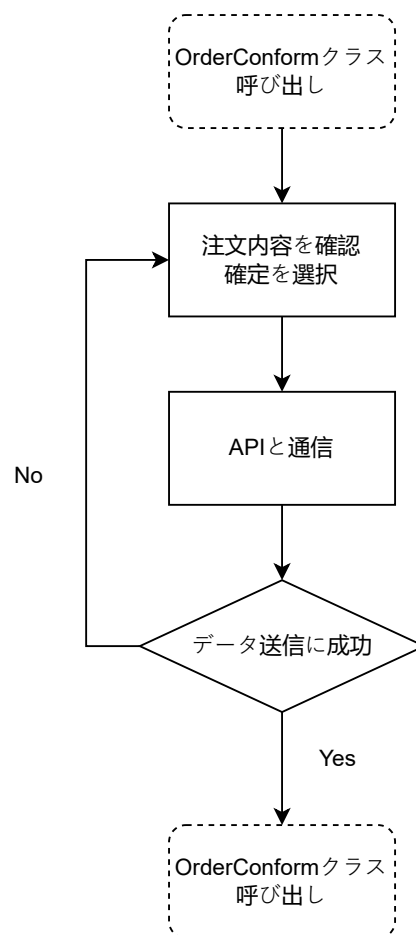 OrderConformクラス
呼び出し
注文内容を確認
確定を選択
APIと通信
No
データ送信に成功
Yes
OrderConformクラス
呼び出し